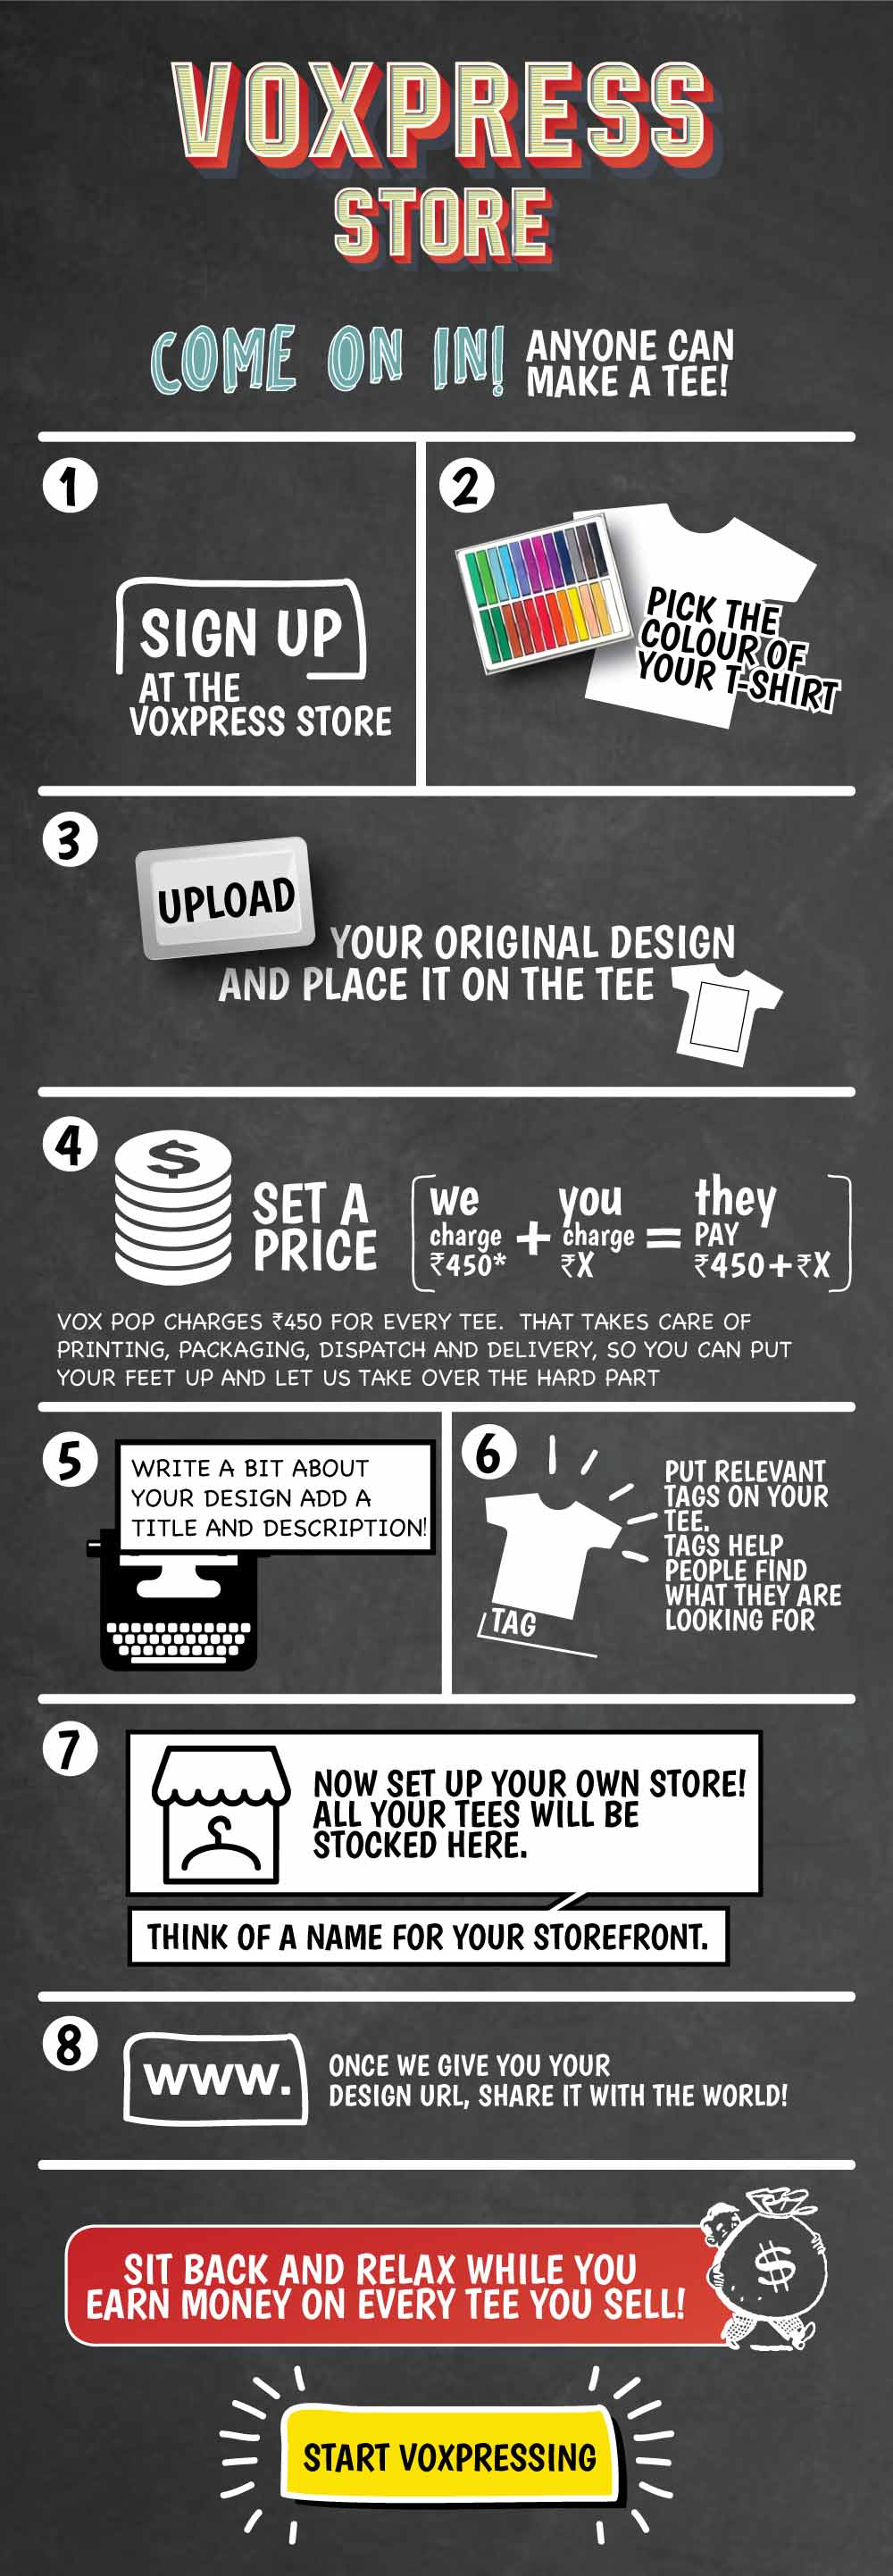 VOXPRESS
STORE
COME ON IN!
ANYONE CAN
MAKE A TEE!
1
SIGN UP
AT THE
VOXPRESS STORE
2
PICK THE
COLOUR OF
YOUR T-SHIRT
3
UPLOAD
YOUR ORIGINAL DESIGN
AND PLACE IT ON THE TEE
4
$
SET A
PRICE
we + you = they
charge charge PAY
₹450* ₹X ₹450+₹X
VOX POP CHARGES ₹450 FOR EVERY TEE. THAT TAKES CARE OF
PRINTING, PACKAGING, DISPATCH AND DELIVERY, SO YOU CAN PUT
YOUR FEET UP AND LET US TAKE OVER THE HARD PART
5
WRITE A BIT ABOUT
YOUR DESIGN ADD A
TITLE AND DESCRIPTION!
6
TAG
PUT RELEVANT
TAGS ON YOUR
TEE.
TAGS HELP
PEOPLE FIND
WHAT THEY ARE
LOOKING FOR
7
NOW SET UP YOUR OWN STORE!
ALL YOUR TEES WILL BE
STOCKED HERE.
THINK OF A NAME FOR YOUR STOREFRONT.
8
WWW.
ONCE WE GIVE YOU YOUR
DESIGN URL, SHARE IT WITH THE WORLD!
SIT BACK AND RELAX WHILE YOU
EARN MONEY ON EVERY TEE YOU SELL!
$
START VOXPRESSING